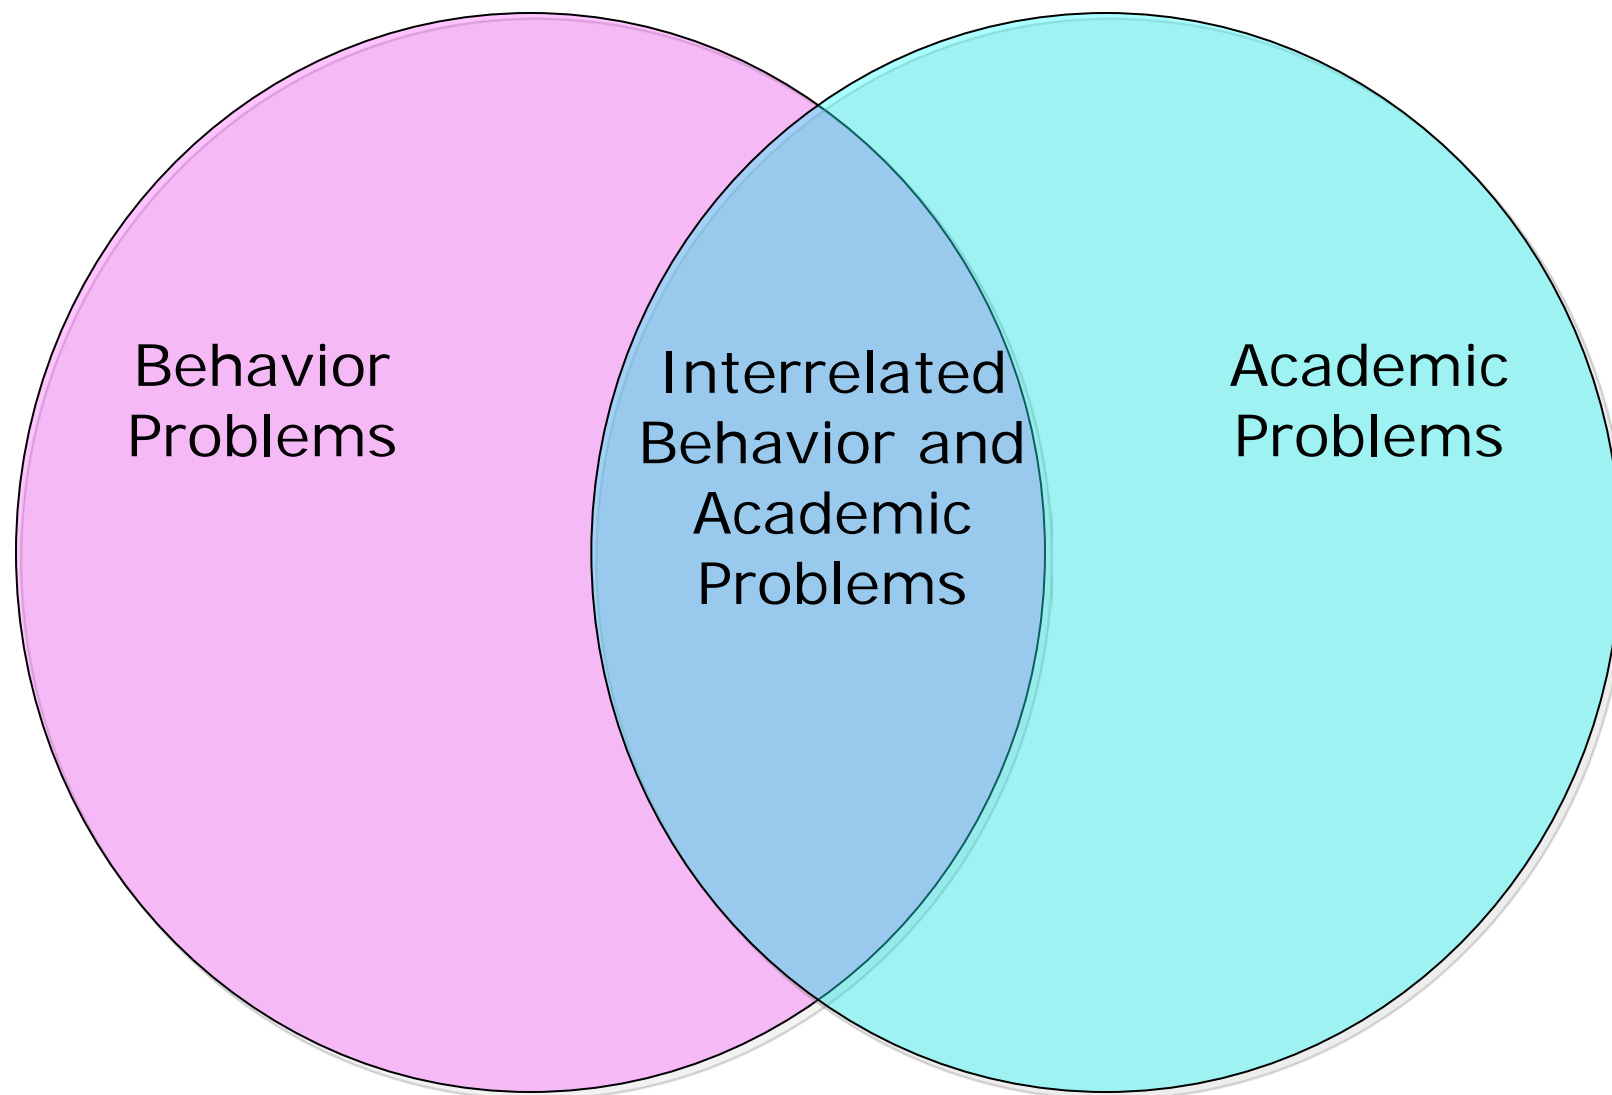 Behavior
Problems
Interrelated
Behavior and
Academic
Problems
Academic
Problems